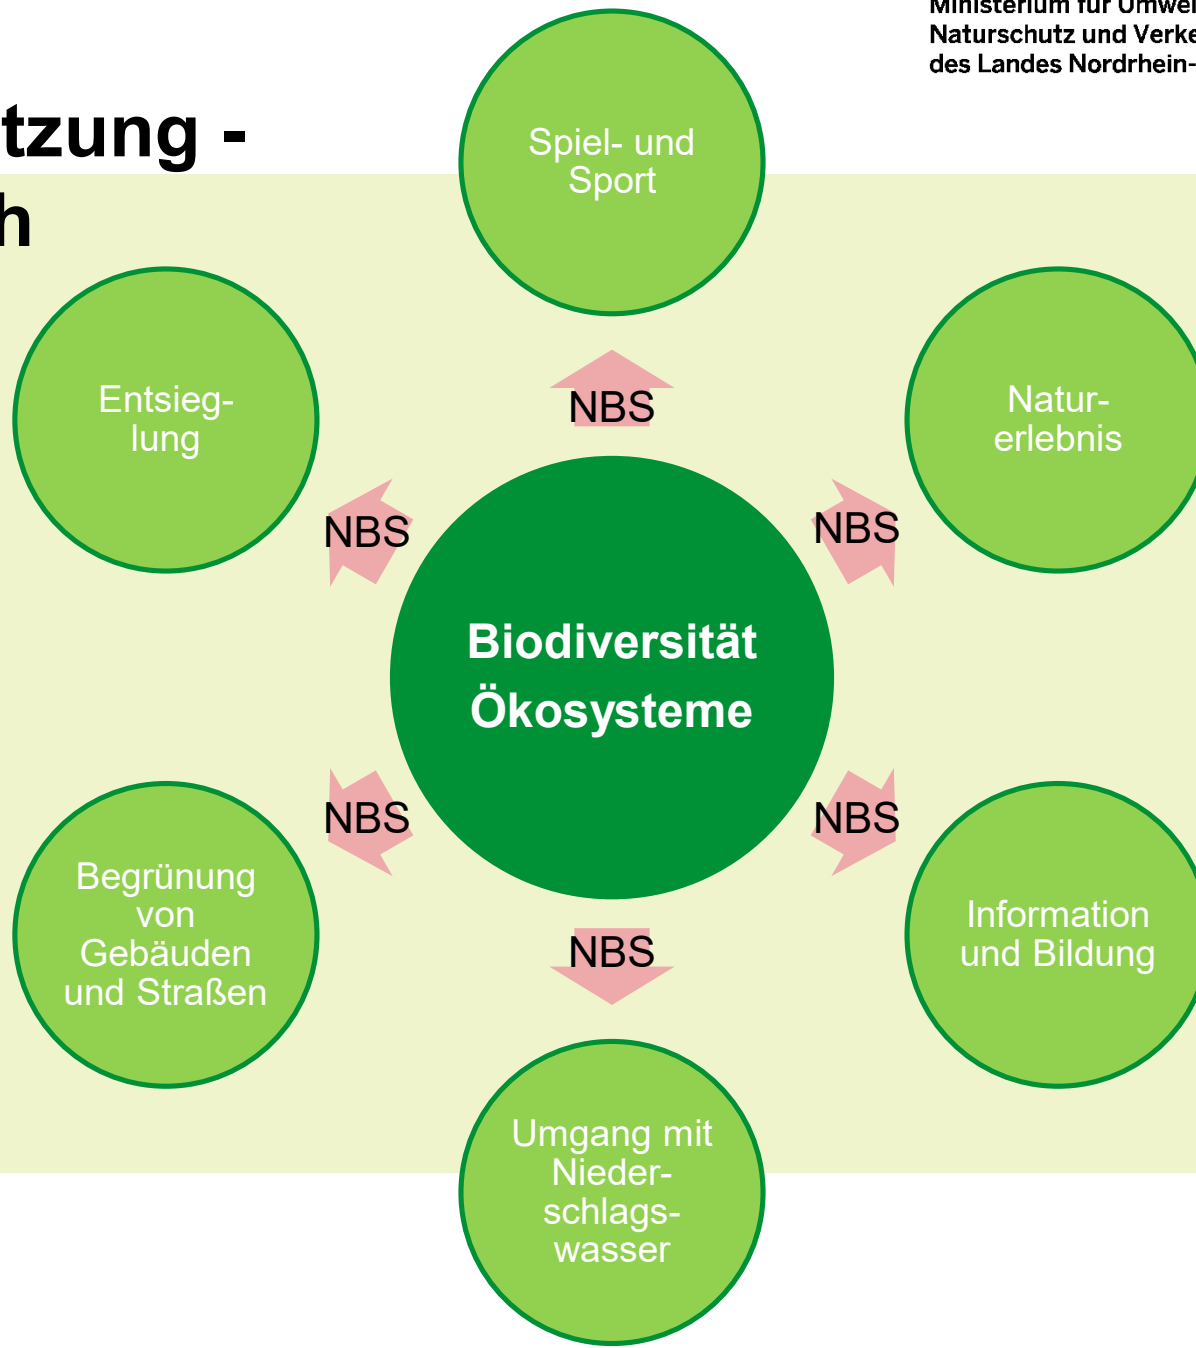 Ministerium für Umwelt
Naturschutz und Verke
des Landes Nordrhein-
tzung -
h
Spiel- und
Sport
Entsieg-
lung
Natur-
erlebnis
NBS
NBS
NBS
Biodiversität
Ökosysteme
NBS
NBS
Begrünung
von
Gebäuden
und Straßen
Information
und Bildung
NBS
Umgang mit
Nieder-
schlags-
wasser